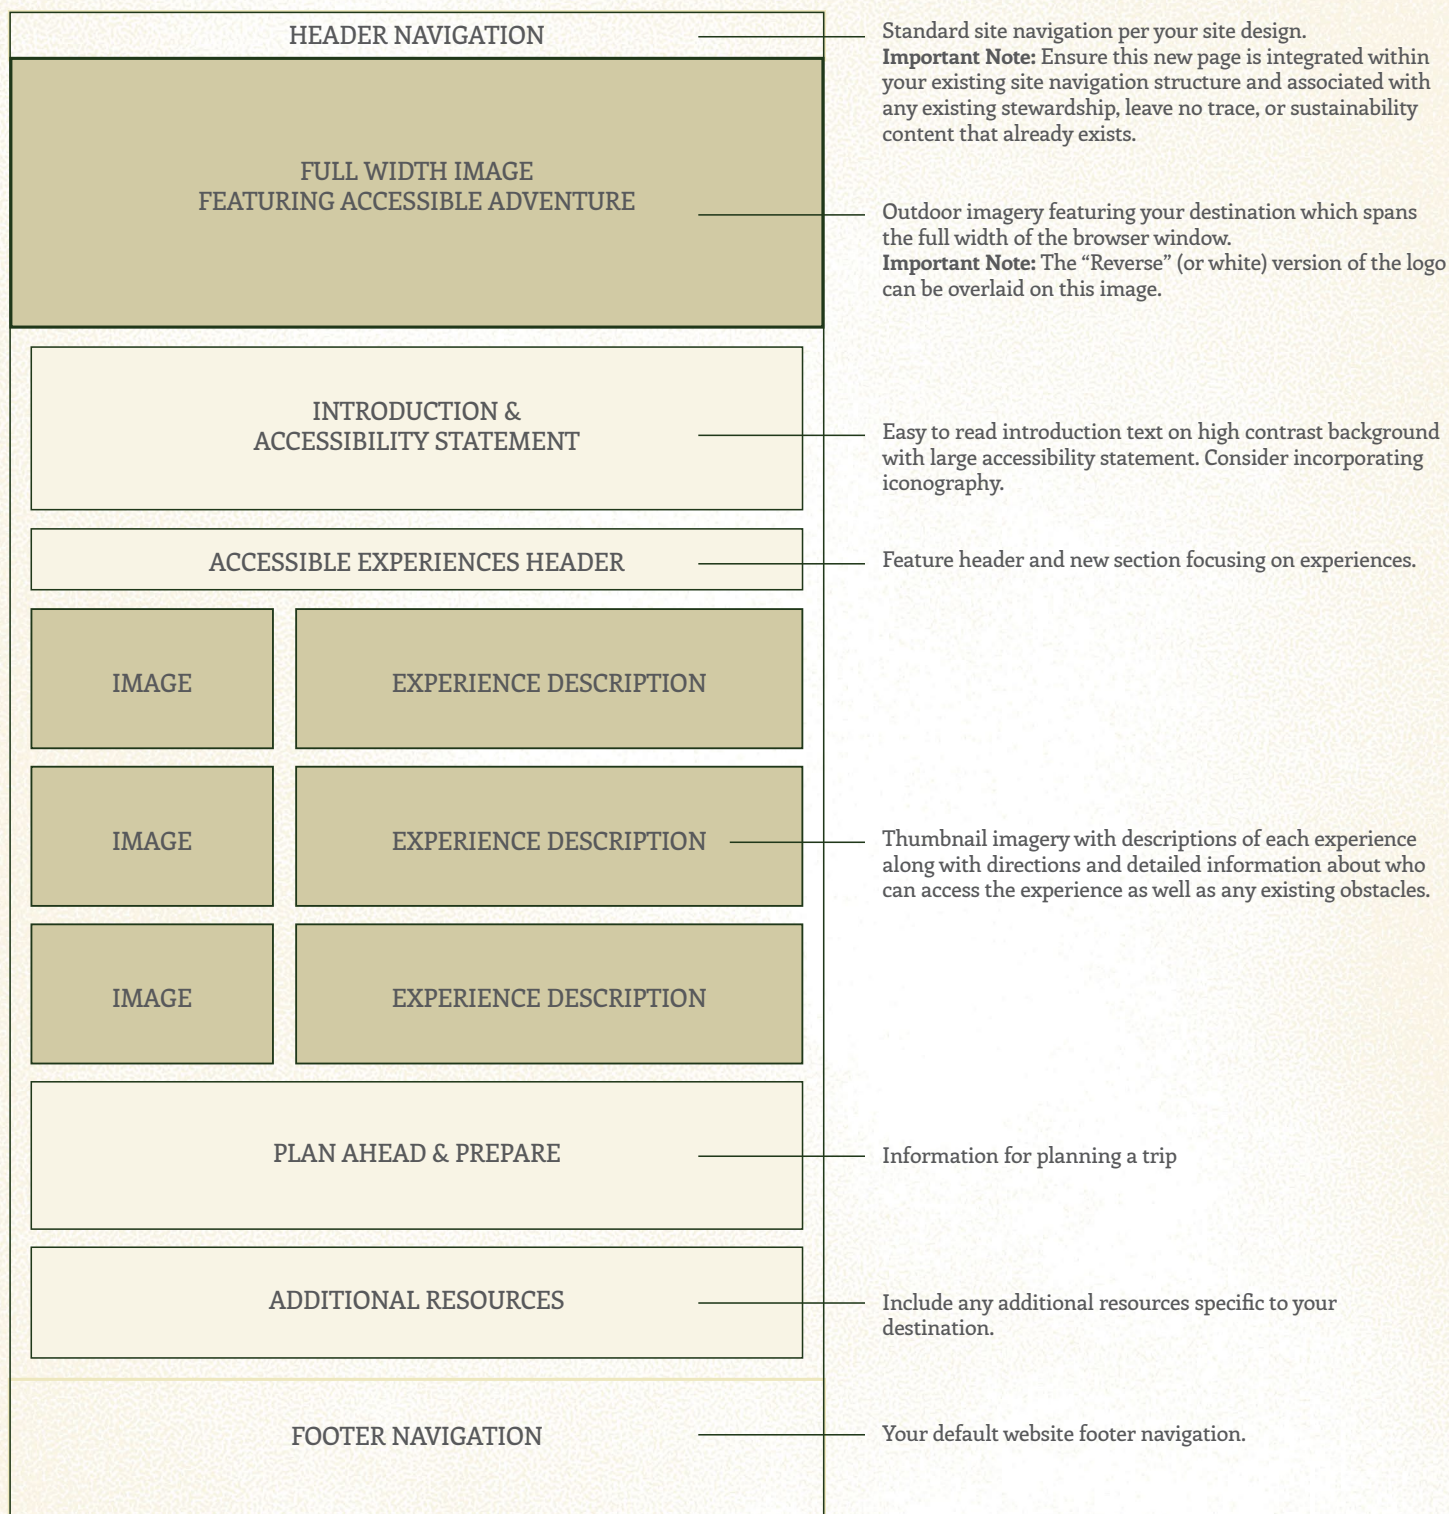 HEADER NAVIGATION
Standard site navigation per your site design.
Important Note: Ensure this new page is integrated within
your existing site navigation structure and associated with
any existing stewardship, leave no trace, or sustainability
content that already exists.
FULL WIDTH IMAGE
FEATURING ACCESSIBLE ADVENTURE
Outdoor imagery featuring your destination which spans
the full width of the browser window.
Important Note: The “Reverse” (or white) version of the logo
can be overlaid on this image.
INTRODUCTION &
ACCESSIBILITY STATEMENT
Easy to read introduction text on high contrast background
with large accessibility statement. Consider incorporating
iconography.
ACCESSIBLE EXPERIENCES HEADER
Feature header and new section focusing on experiences.
IMAGE
EXPERIENCE DESCRIPTION
IMAGE
EXPERIENCE DESCRIPTION
Thumbnail imagery with descriptions of each experience
along with directions and detailed information about who
can access the experience as well as any existing obstacles.
IMAGE
EXPERIENCE DESCRIPTION
PLAN AHEAD & PREPARE
Information for planning a trip
ADDITIONAL RESOURCES
Include any additional resources specific to your
destination.
FOOTER NAVIGATION
Your default website footer navigation.